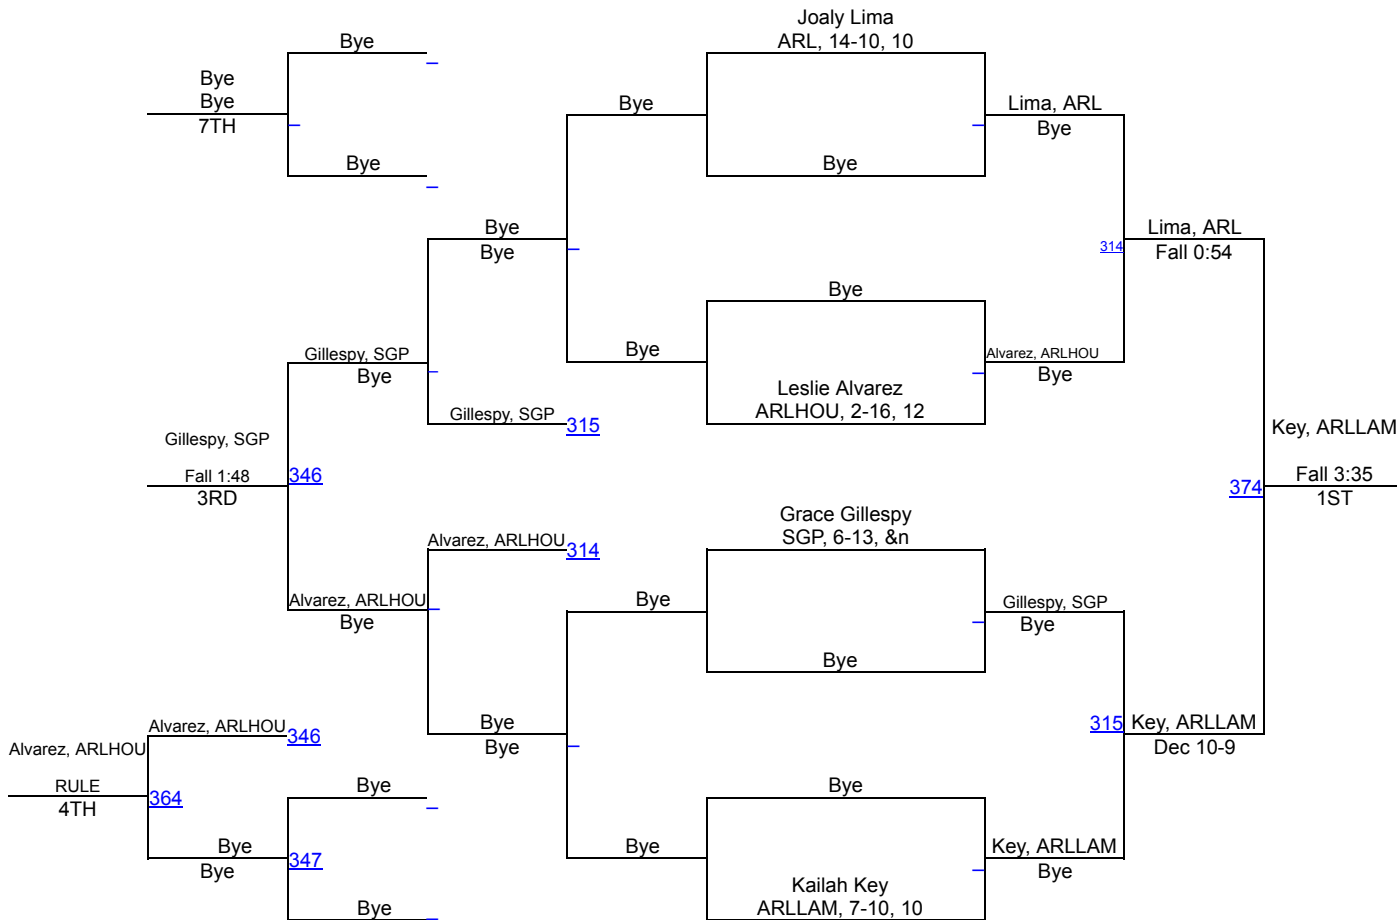 Joaly Lima
Bye
ARL, 14-10, 10
Bye
Bye
7TH
Bye
Lima, ARL
Bye
Bye
Bye
Bye
Bye
Lima, ARL
314
Fall 0:54
Bye
Gillespy, SGP
Bye
Bye
Alvarez, ARLHOU
Bye
Leslie Alvarez
ARLHOU, 2-16, 12
Gillespy, SGP
315
Gillespy, SGP
Fall 1:48
3RD
346
Key, ARLLAM
Fall 3:35
374
1ST
Grace Gillespy
SGP, 6-13, &n
Alvarez, ARLHOU
314
Alvarez, ARLHOU
Bye
Bye
Gillespy, SGP
Bye
Bye
Bye
Bye
315
Key, ARLLAM
Dec 10-9
Alvarez, ARLHOU
346
Alvarez, ARLHOU
RULE
4TH
364
Bye
Bye
Bye
Bye
347
Bye
Key, ARLLAM
Bye
Kailah Key
ARLLAM, 7-10, 10
Bye